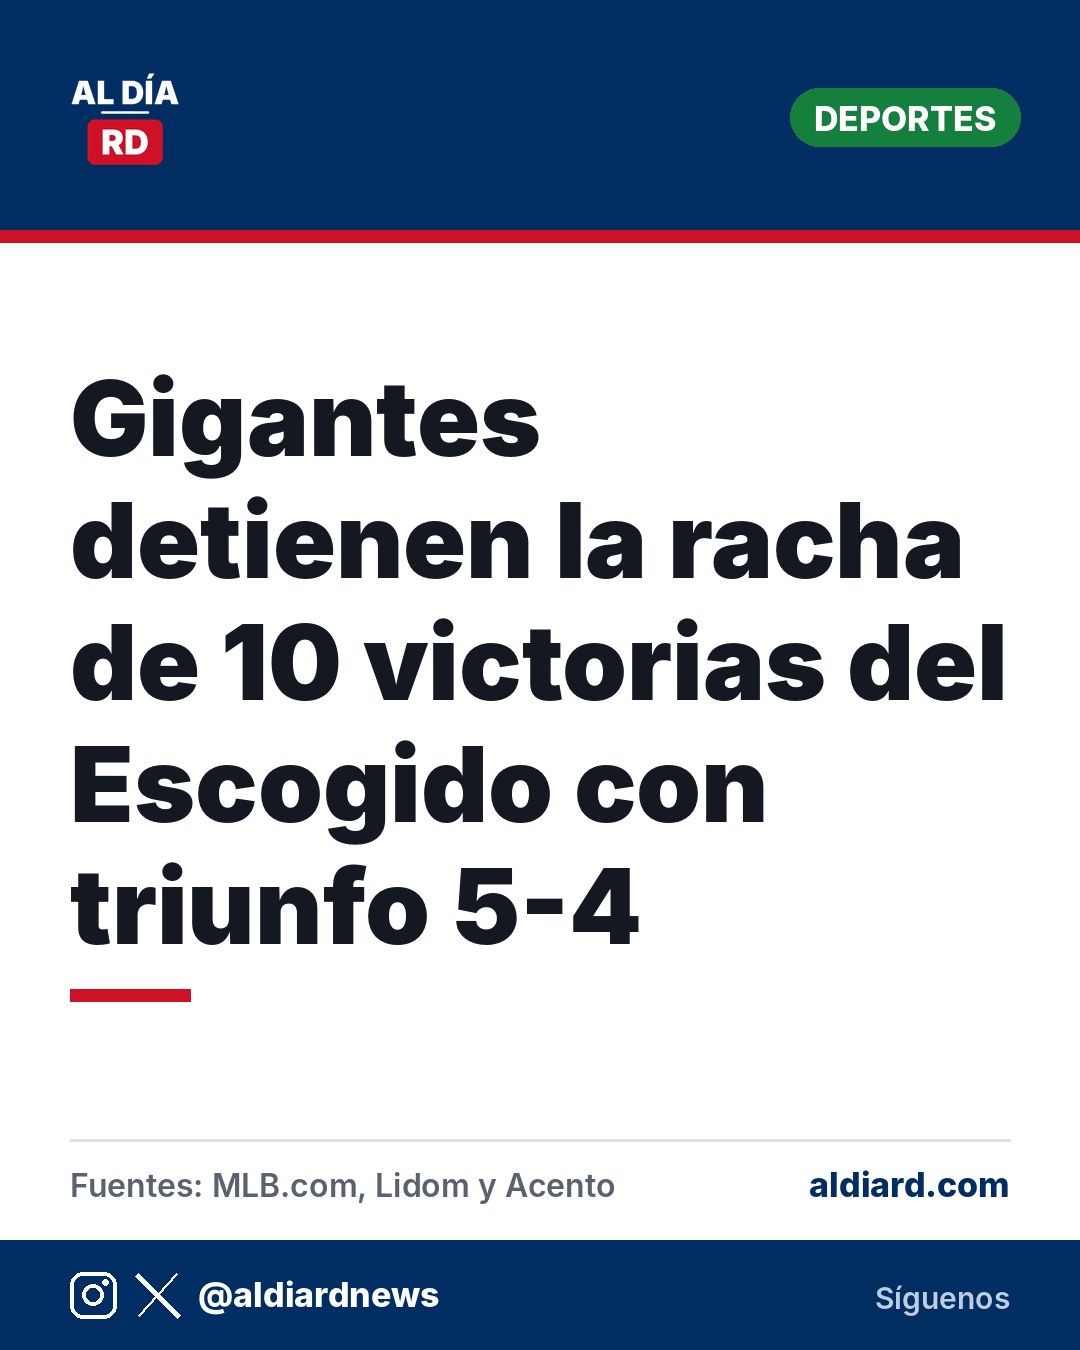 AL DÍA
RD
DEPORTES
Gigantes
detienen la racha
de 10 victorias del
Escogido con
triunfo 5-4
Fuentes: MLB.com, Lidom y Acento
aldiard.com
@aldiardnews
Síguenos